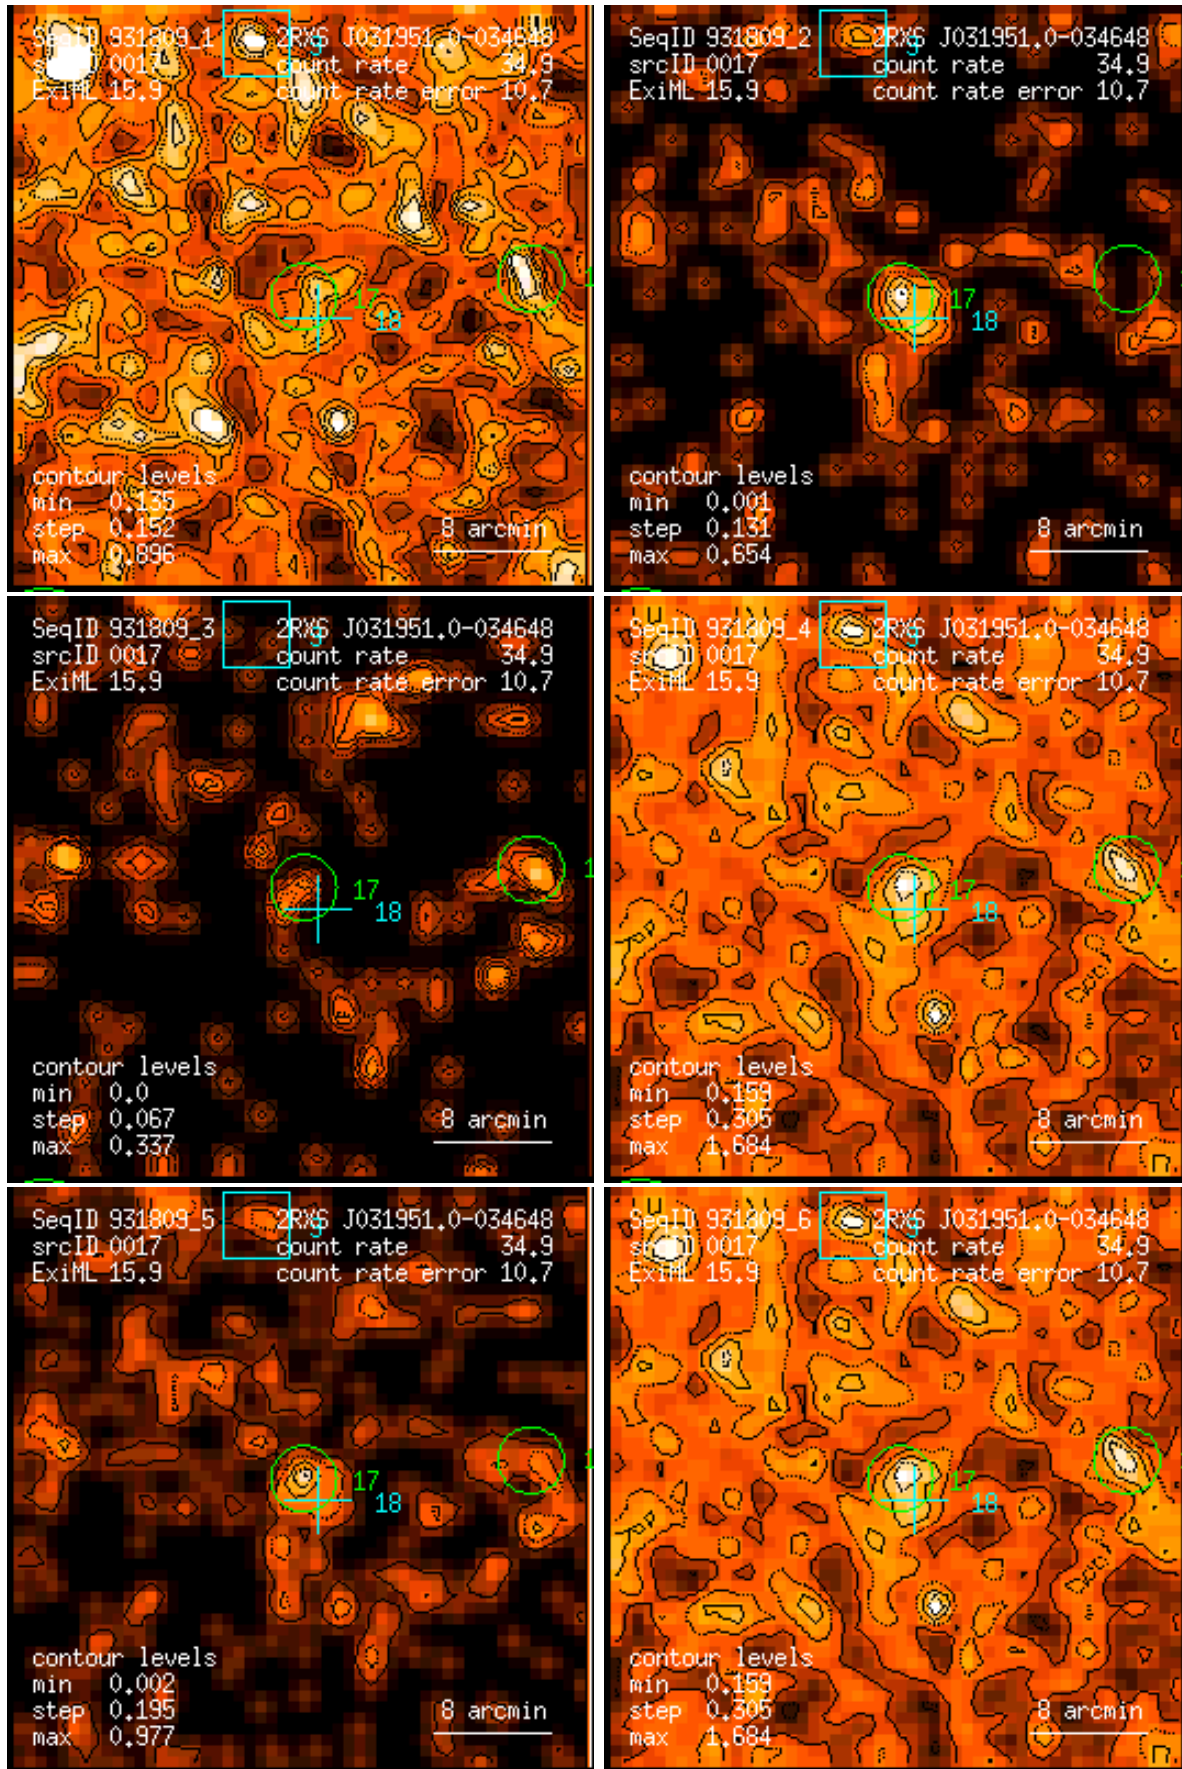 SeqID 931809_1 2RXS J031951.0-034648
srcID 0017 count rate 34.9
ExiML 15.9 count rate error 10.7
9
17
18
1
contour levels
min 0.135
step 0.152
max 0.896
8 arcmin
SeqID 931809_2 2RXS J031951.0-034648
srcID 0017 count rate 34.9
ExiML 15.9 count rate error 10.7
9
17
18
contour levels
min 0.001
step 0.131
max 0.654
8 arcmin
SeqID 931809_3 2RXS J031951.0-034648
srcID 0017 count rate 34.9
ExiML 15.9 count rate error 10.7
9
1
17
18
contour levels
min 0.0
step 0.067
max 0.337
8 arcmin
SeqID 931809_4 2RXS J031951.0-034648
srcID 0017 count rate 34.9
ExiML 15.9 count rate error 10.7
9
17
18
contour levels
min 0.159
step 0.305
max 1.684
8 arcmin
SeqID 931809_5 2RXS J031951.0-034648
srcID 0017 count rate 34.9
ExiML 15.9 count rate error 10.7
9
1
17
18
contour levels
min 0.002
step 0.195
max 0.977
8 arcmin
SeqID 931809_6 2RXS J031951.0-034648
srcID 0017 count rate 34.9
ExiML 15.9 count rate error 10.7
9
17
18
contour levels
min 0.159
step 0.305
max 1.684
8 arcmin